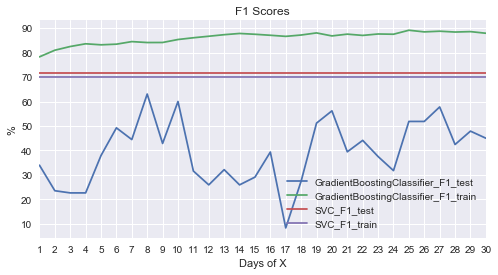 F1 Scores
90
80
70
60
50
40
30
20
10
%
GradientBoostingClassifier_F1_test
GradientBoostingClassifier_F1_train
SVC_F1_test
SVC_F1_train
1 2 3 4 5 6 7 8 9 10 11 12 13 14 15 16 17 18 19 20 21 22 23 24 25 26 27 28 29 30
Days of X